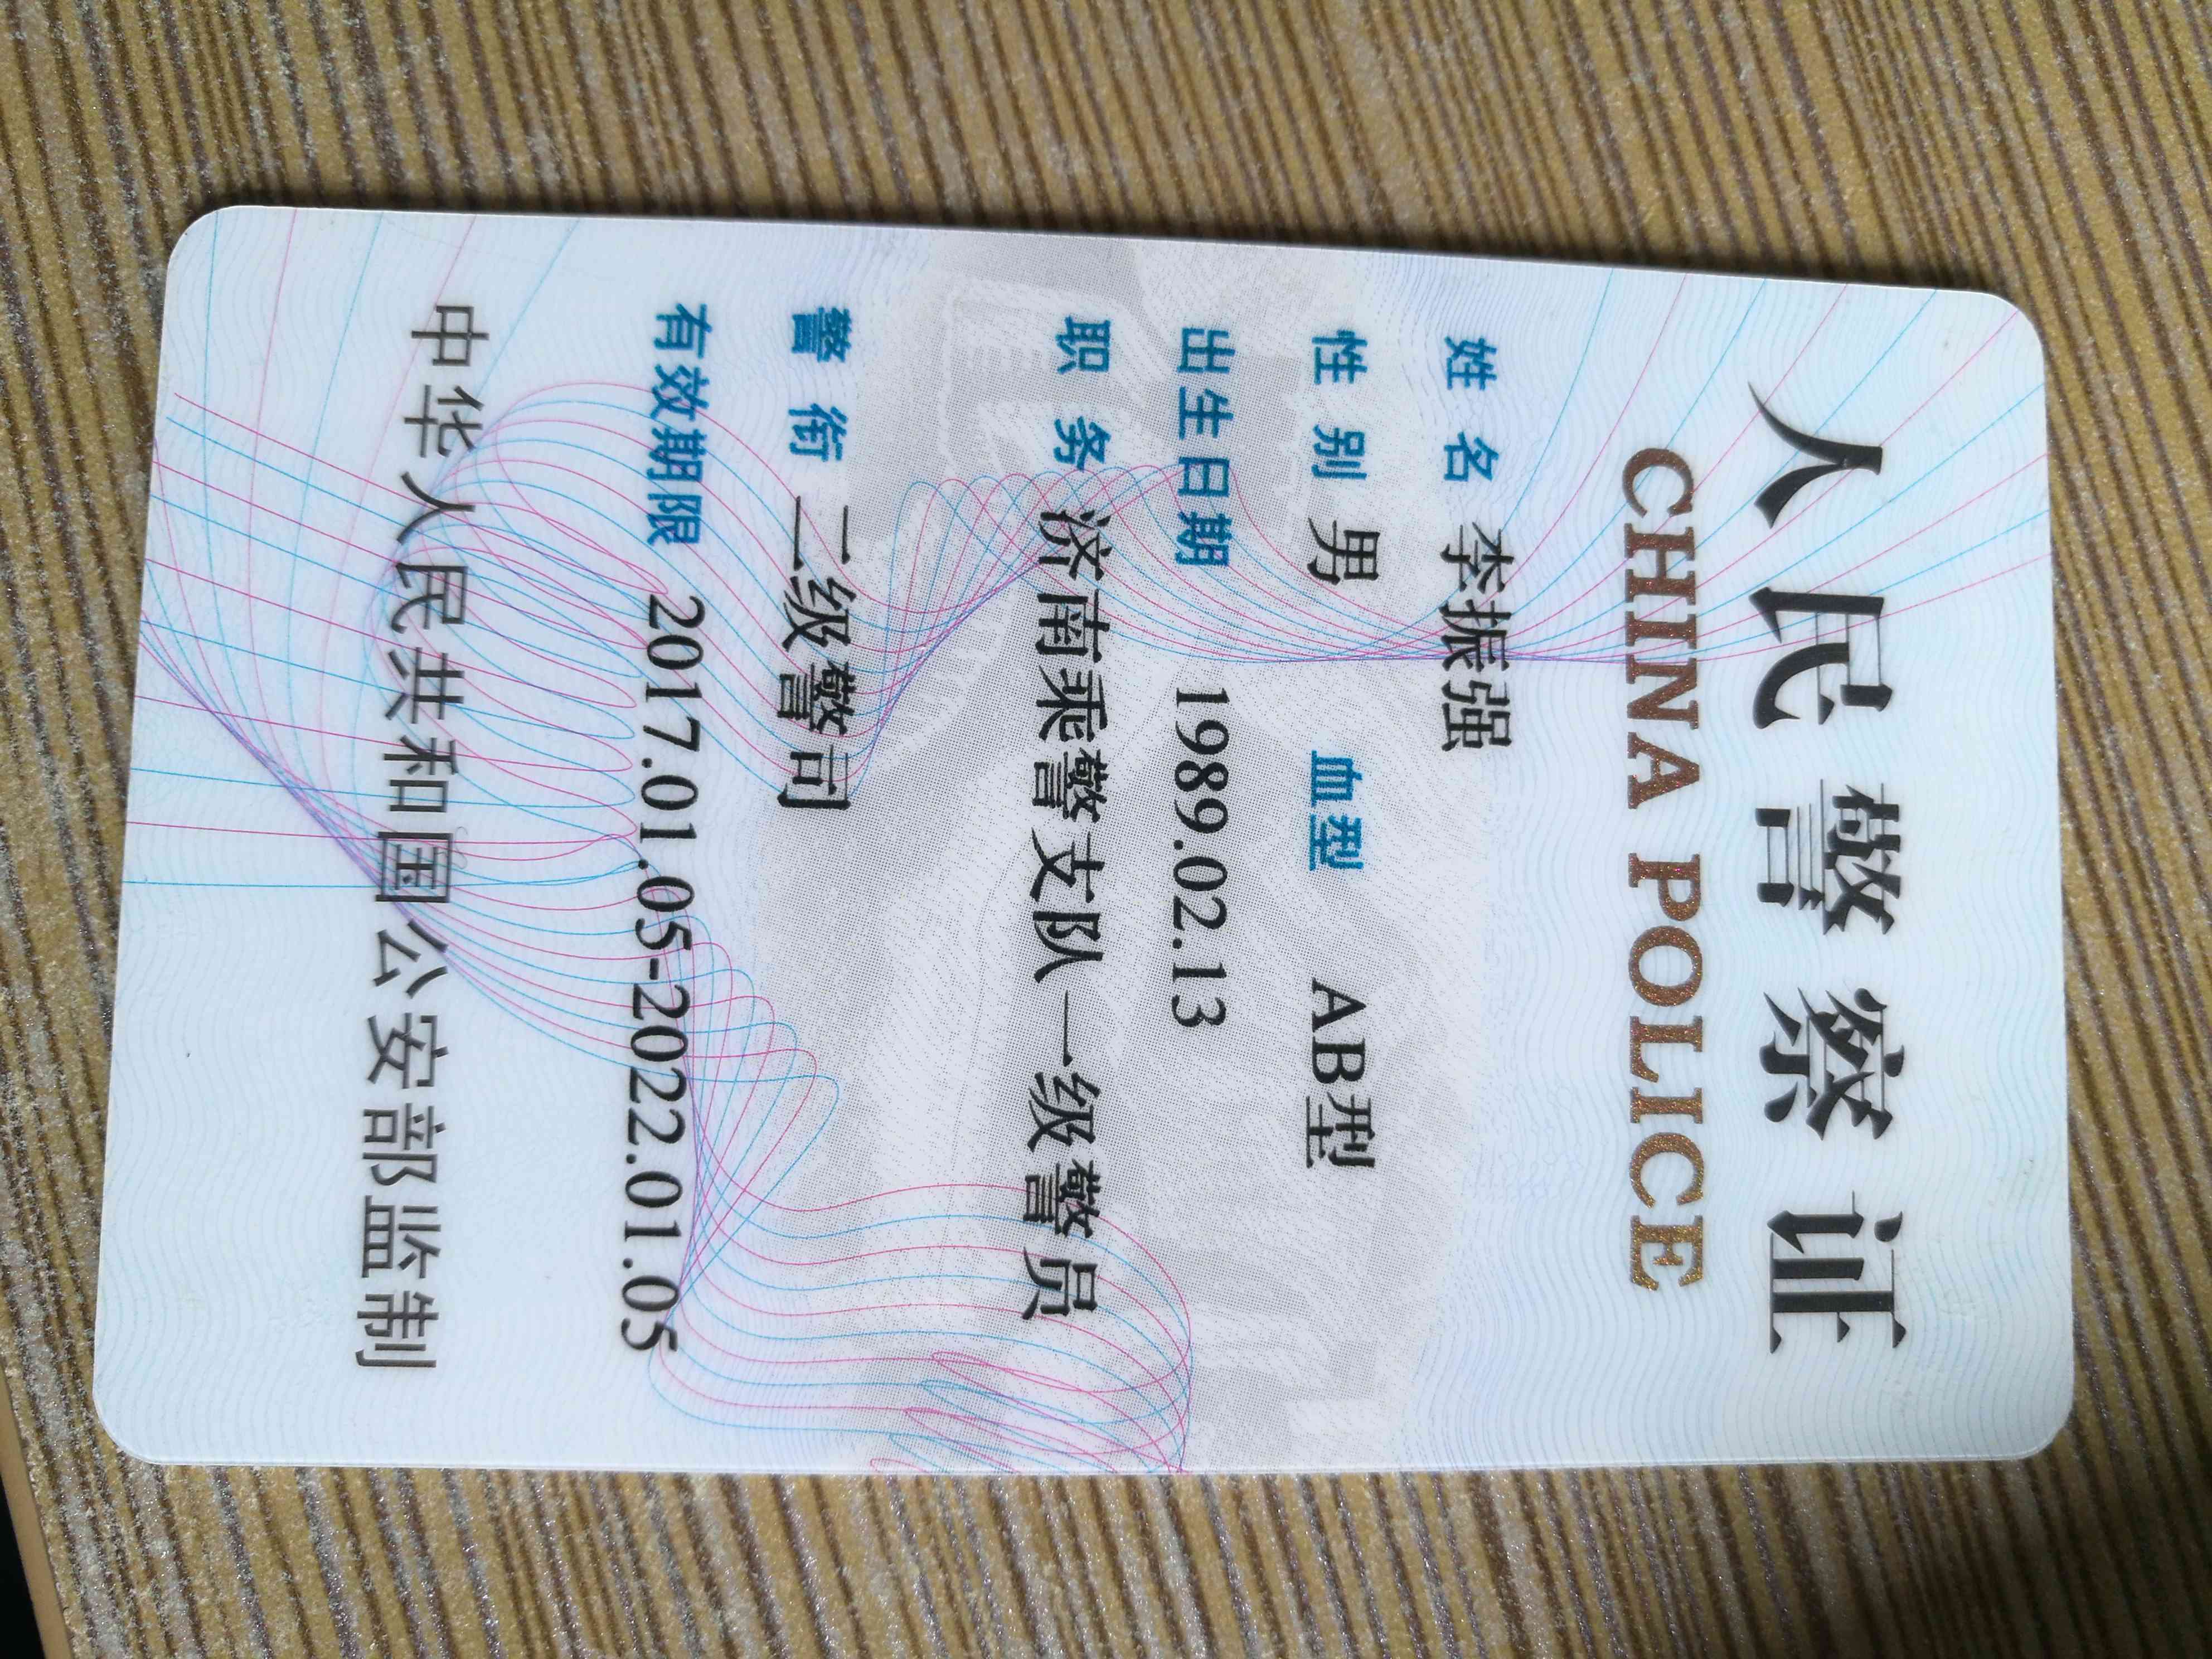 人民警察证
CHINA POLICE
姓名 李振强
性别 男 血型 AB型
出生日期 1989.02.13
职务 济南乘警支队一级警员
警衔 二级警司
有效期限 2017.01.05-2022.01.05
中华人民共和国公安部监制